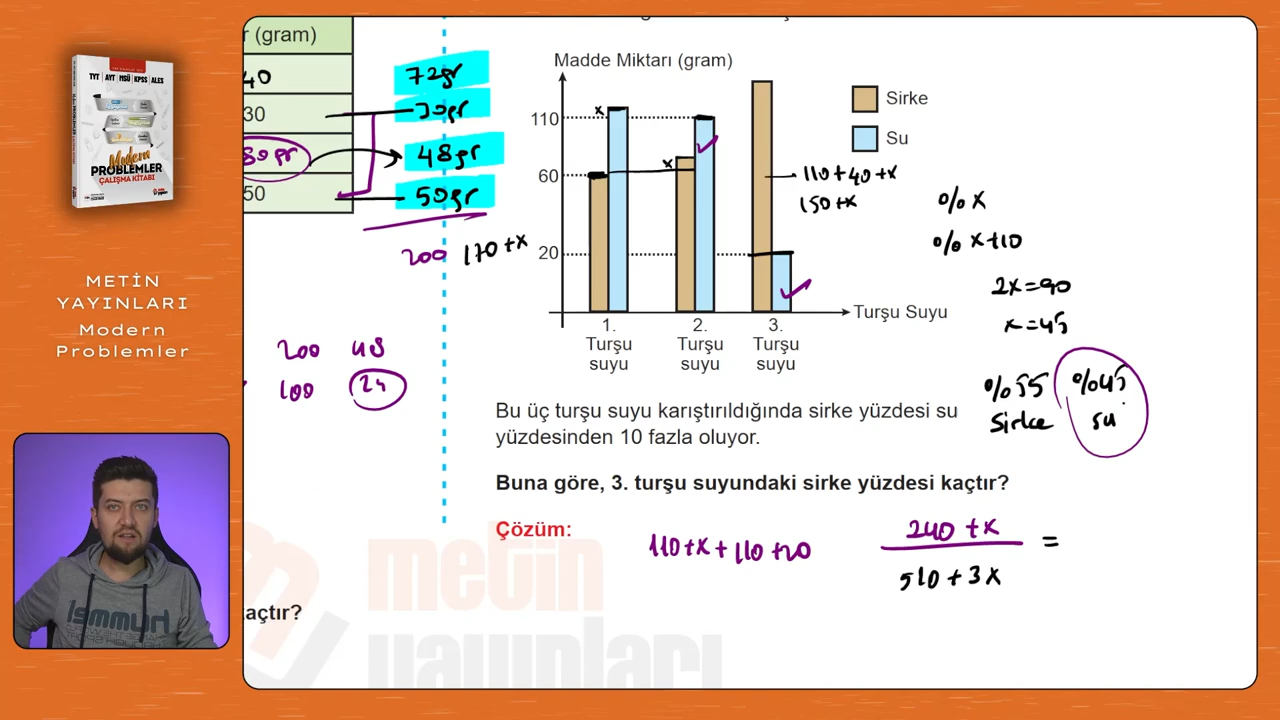 TYT | AYT | MSÜ | KPSS | ALES
Modern
PROBLEMLER
ÇALIŞMA KİTABI
METİN
YAYINLARI
Modern
Problemler
r (gram)
40
30
80gr
50
72gr
30gr
48gr
50gr
200 170+x
200 48
100 24
kaçtır?
Madde Miktarı (gram)
110
60
20
x
x
Sirke
Su
110+40+x
150+x
Turşu Suyu
1.
Turşu
suyu
2.
Turşu
suyu
3.
Turşu
suyu
%x
%x+10
2x=90
x=45
%55
Sirke
%45
su
Bu üç turşu suyu karıştırıldığında sirke yüzdesi su
yüzdesinden 10 fazla oluyor.
Buna göre, 3. turşu suyundaki sirke yüzdesi kaçtır?
Çözüm:
110+x+110+20
240+x
510+3x
=
metin
yayınları